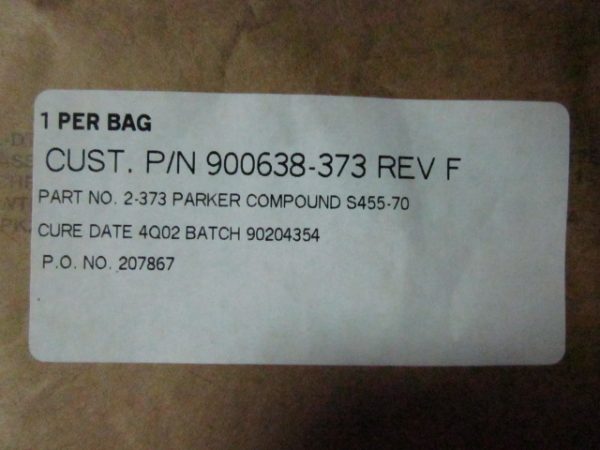 1 PER BAG
CUST. P/N 900638-373 REV F
PART NO. 2-373 PARKER COMPOUND S455-70
CURE DATE 4Q02 BATCH 90204354
P.O. NO. 207867